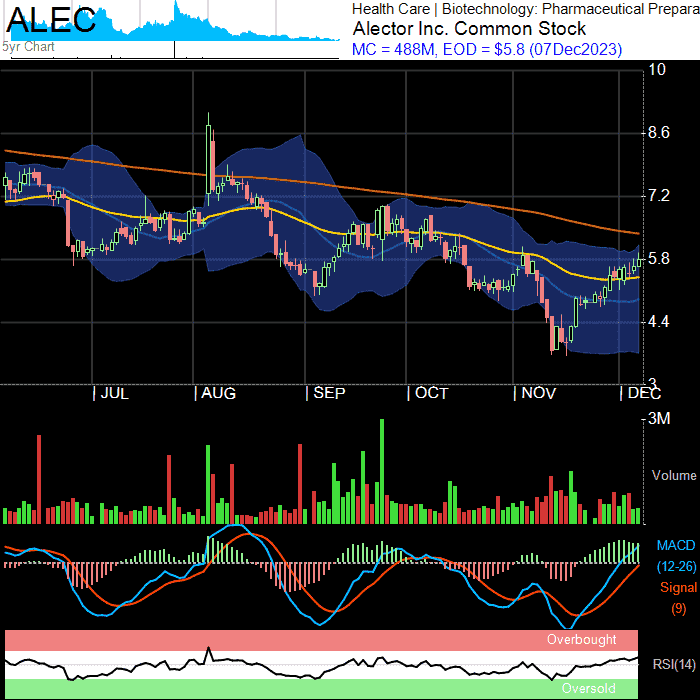 ALEC
5yr Chart
Health Care | Biotechnology: Pharmaceutical Prepara
Alector Inc. Common Stock
MC = 488M, EOD = $5.8 (07Dec2023)
10
8.6
7.2
5.8
4.4
3
JUL AUG SEP OCT NOV DEC
3M
Volume
MACD
(12-26)
Signal
(9)
Overbought
RSI(14)
Oversold